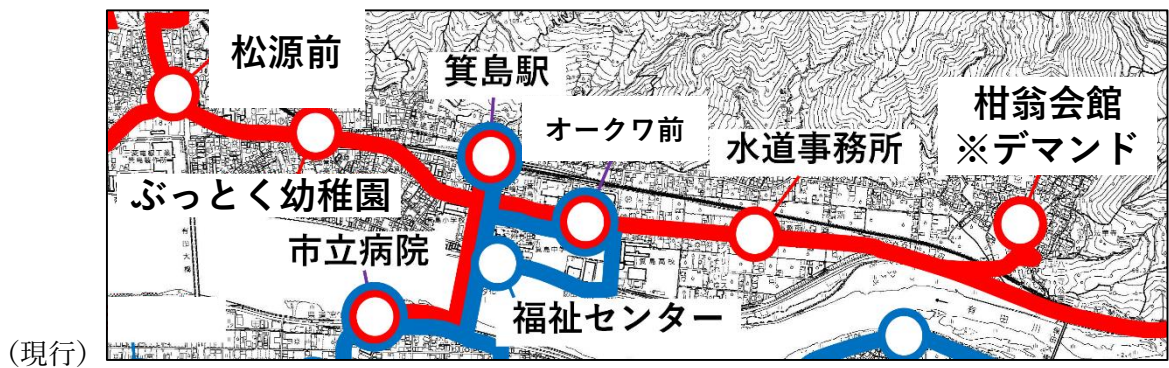 松源前
箕島駅
オークワ前
水道事務所
柑翁会館
※デマンド
ぶっとく幼稚園
市立病院
福祉センター
(現行)